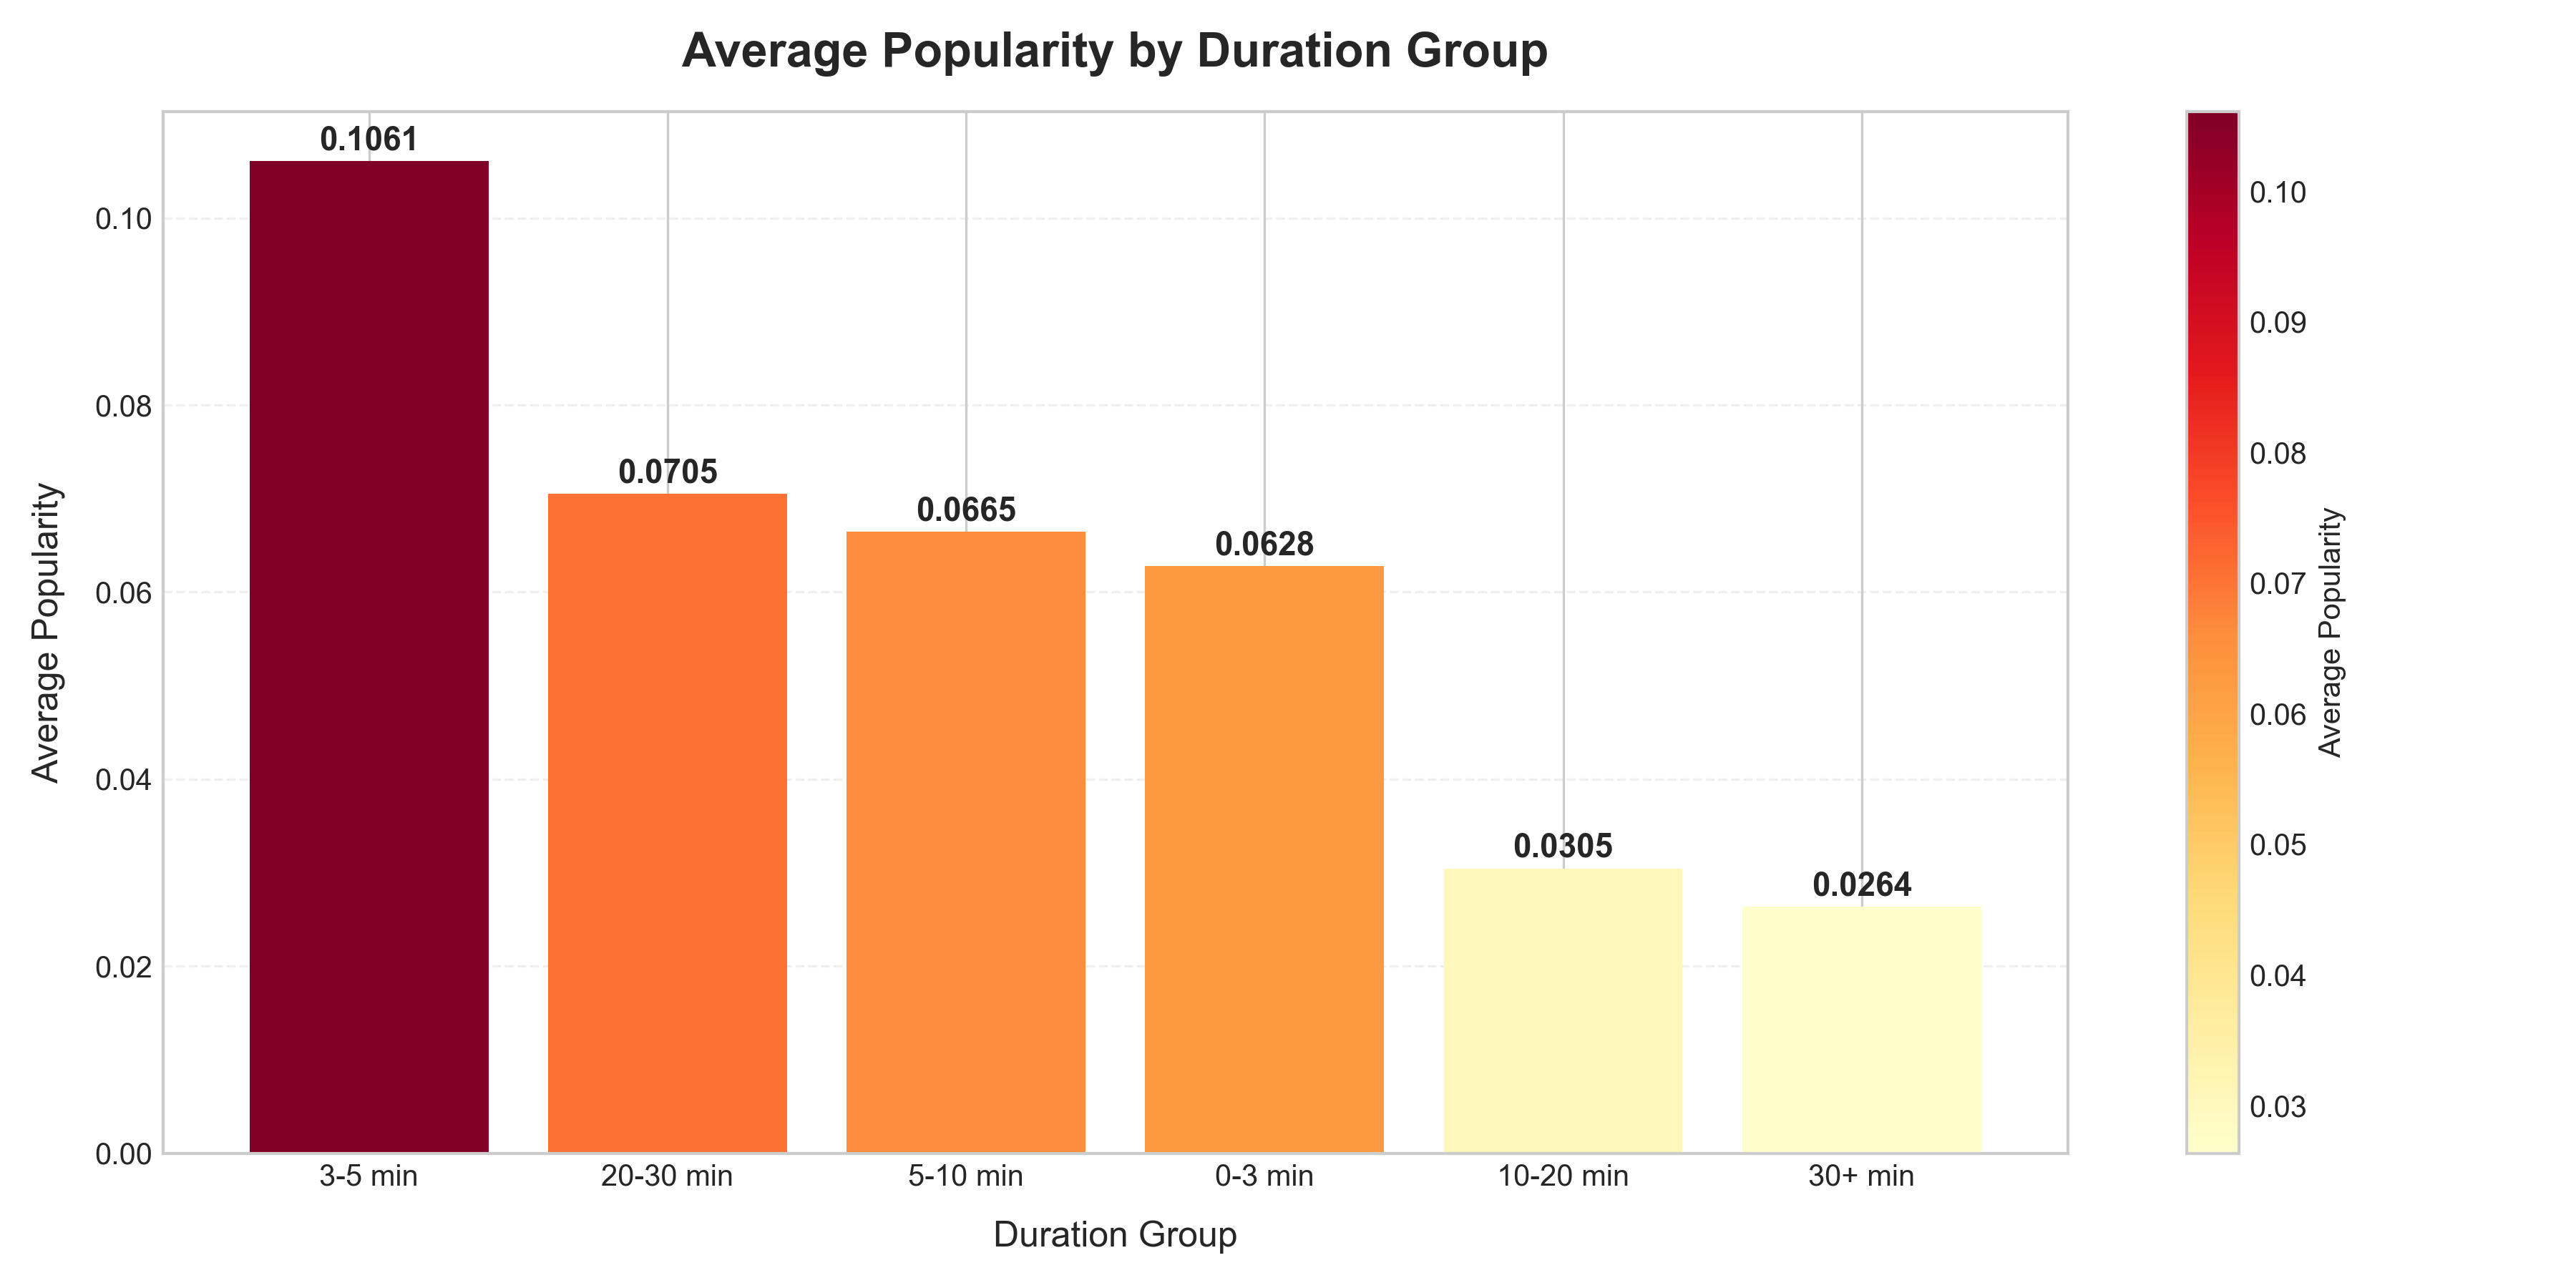 Average Popularity by Duration Group
Average Popularity
0.10
0.08
0.06
0.04
0.02
0.00
0.1061
0.0705
0.0665
0.0628
0.0305
0.0264
3-5 min
20-30 min
5-10 min
0-3 min
10-20 min
30+ min
Duration Group
0.10
0.09
0.08
0.07
0.06
0.05
0.04
0.03
Average Popularity